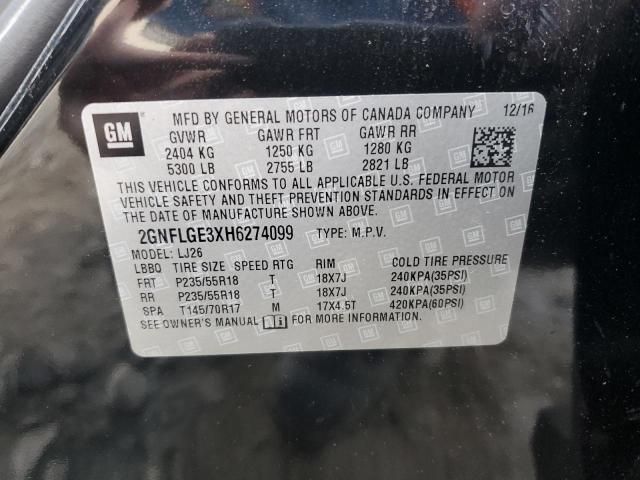 GM
MFD BY GENERAL MOTORS OF CANADA COMPANY 12/16
GVWR GAWR FRT GAWR RR
2404 KG 1250 KG 1280 KG
5300 LB 2755 LB 2821 LB
THIS VEHICLE CONFORMS TO ALL APPLICABLE U.S. FEDERAL MOTOR
VEHICLE SAFETY AND THEFT PREVENTION STANDARDS IN EFFECT ON
THE DATE OF MANUFACTURE SHOWN ABOVE.
2GNFLGE3XH6274099 TYPE: M.P.V.
MODEL: LJ26
LBBQ TIRE SIZE SPEED RTG RIM COLD TIRE PRESSURE
FRT P235/55R18 T 18X7J 240KPA(35PSI)
RR P235/55R18 T 18X7J 240KPA(35PSI)
SPA T145/70R17 M 17X4.5T 420KPA(60PSI)
SEE OWNER'S MANUAL FOR MORE INFORMATION.